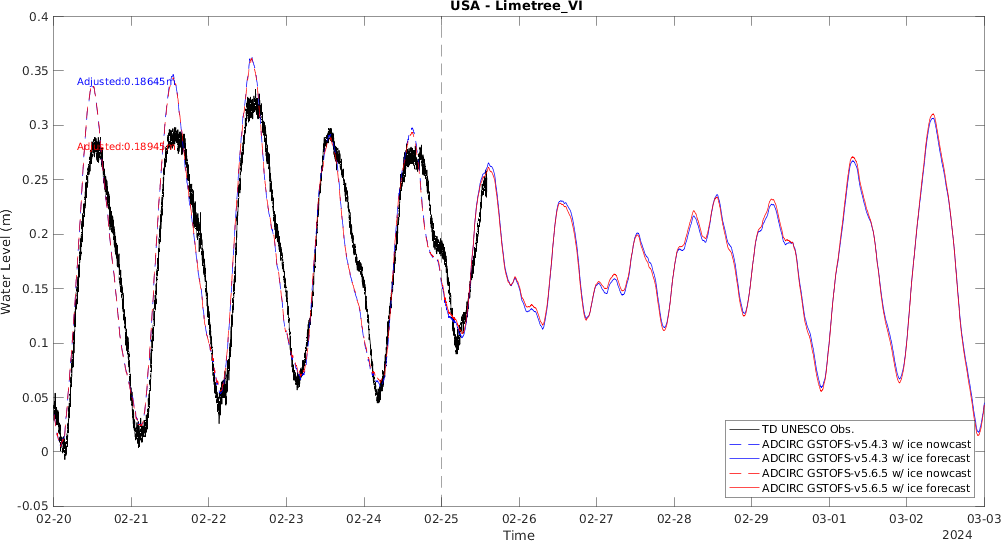 USA - Limetree_VI
0.4
0.35
0.3
0.25
0.2
0.15
0.1
0.05
0
-0.05
Water Level (m)
Adjusted:0.18645m
Adjusted:0.18945m
TD UNESCO Obs.
ADCIRC GSTOFS-v5.4.3 w/ ice nowcast
ADCIRC GSTOFS-v5.4.3 w/ ice forecast
ADCIRC GSTOFS-v5.6.5 w/ ice nowcast
ADCIRC GSTOFS-v5.6.5 w/ ice forecast
02-20 02-21 02-22 02-23 02-24 02-25 02-26 02-27 02-28 02-29 03-01 03-02 03-03
Time
2024